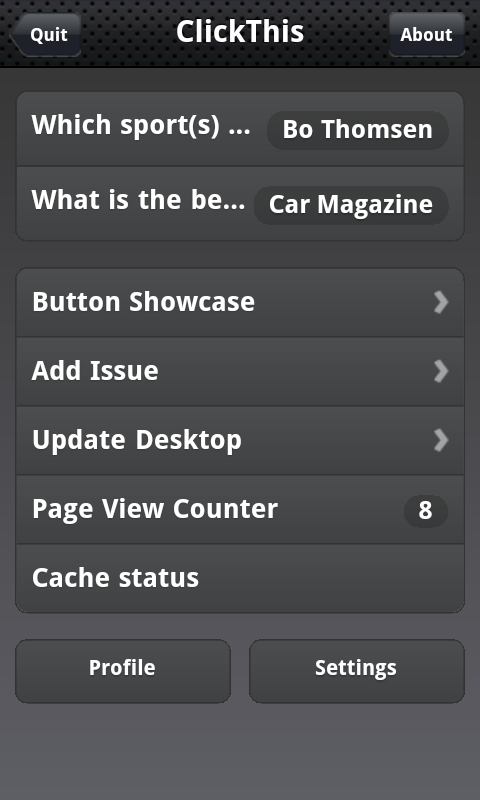 Quit
ClickThis
About
Which sport(s) ...
Bo Thomsen
What is the be...
Car Magazine
Button Showcase
Add Issue
Update Desktop
Page View Counter
8
Cache status
Profile
Settings